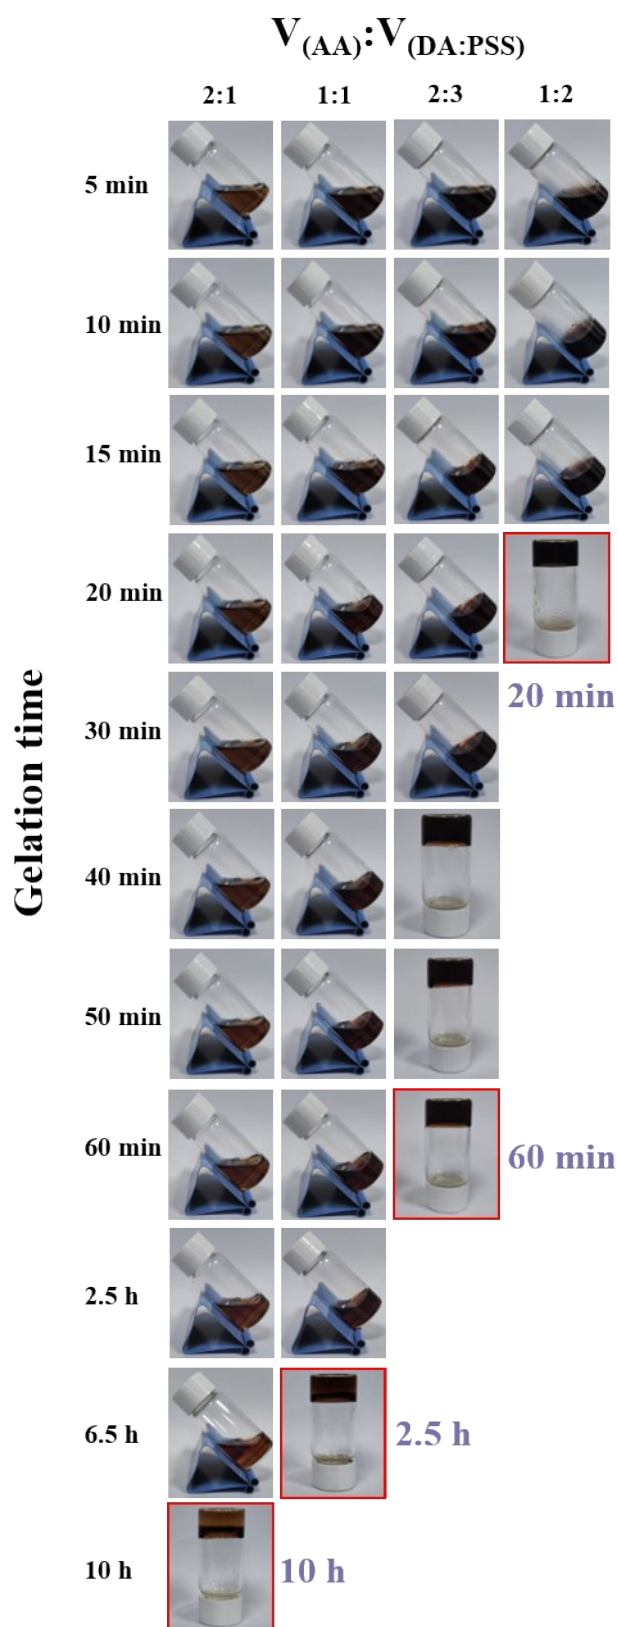 V(AA):V(DA:PSS)
2:1 1:1 2:3 1:2
5 min
10 min
15 min
20 min
20 min
30 min
40 min
50 min
60 min
60 min
2.5 h
6.5 h
2.5 h
10 h
10 h
Gelation time